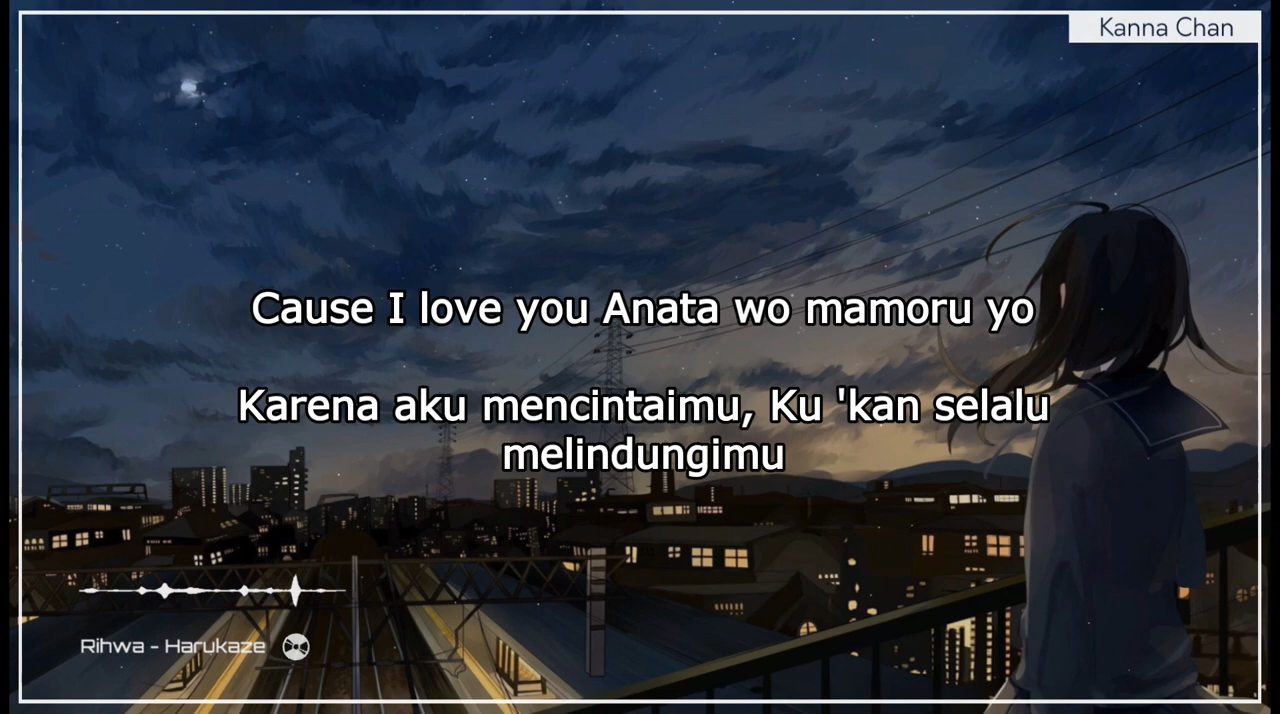 Kanna Chan
Cause I love you Anata wo mamoru yo
Karena aku mencintaimu, Ku 'kan selalu
melindungimu
Rihwa - Harukaze